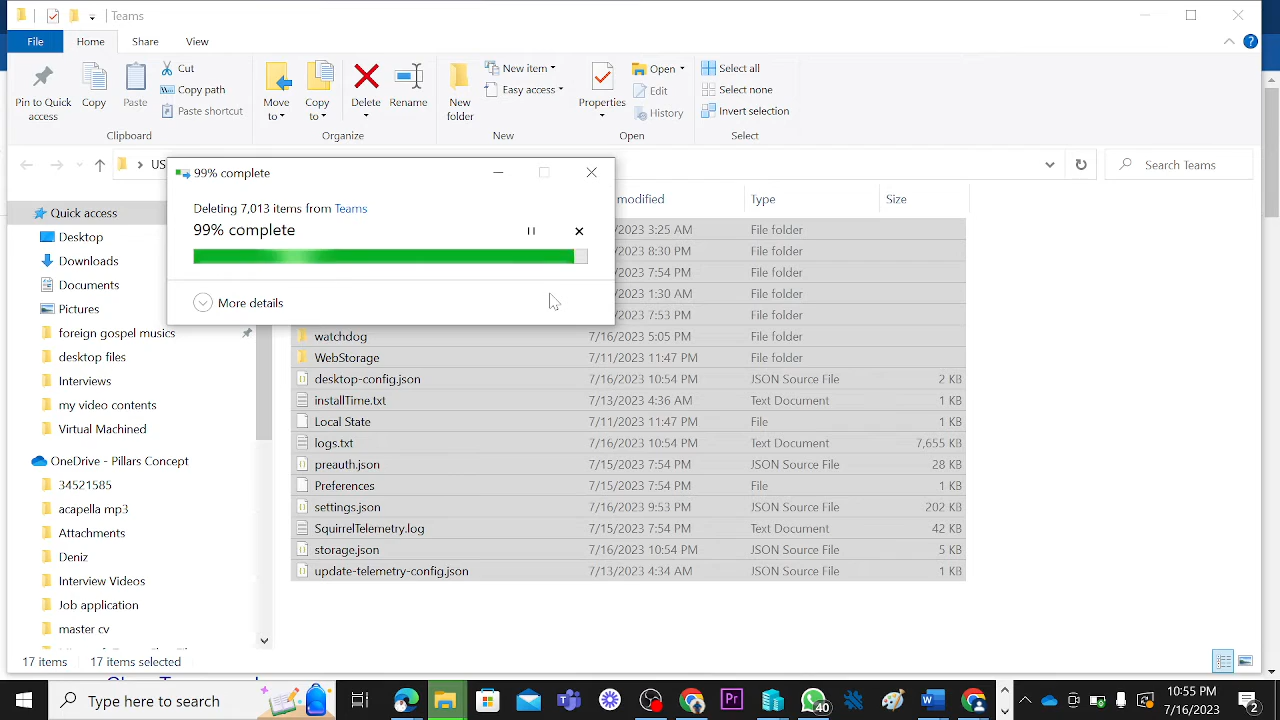 Teams
File
Home
Share
View
Pin to Quick access
Copy
Paste
Cut
Copy path
Paste shortcut
Clipboard
Move to
Copy to
Delete
Rename
Organize
New item
Easy access
New folder
New
Properties
Open
Edit
History
Open
Select all
Select none
Invert selection
Select
US
Search Teams
99% complete
Deleting 7,013 items from Teams
99% complete
More details
modified
Type
Size
Quick access
Desktop
Downloads
Documents
Pictures
foreign gospel musics
desktop files
Interviews
my video contents
Virtual Machined
OneDrive - Pillars Concept
34521585
acapella mp3
Attachments
Deniz
Interview Videos
Job application
master cv
2023 3:25 AM File folder
2023 8:30 PM File folder
2023 7:54 PM File folder
2023 1:30 AM File folder
2023 7:53 PM File folder
watchdog 7/16/2023 5:05 PM File folder
WebStorage 7/11/2023 11:47 PM File folder
desktop-config.json 7/16/2023 10:54 PM JSON Source File 2 KB
installTime.txt 7/13/2023 4:36 AM Text Document 1 KB
Local State 7/11/2023 11:47 PM File 1 KB
logs.txt 7/16/2023 10:54 PM Text Document 7,655 KB
preauth.json 7/15/2023 7:54 PM JSON Source File 28 KB
Preferences 7/15/2023 7:54 PM File 1 KB
settings.json 7/16/2023 9:53 PM JSON Source File 202 KB
SquirrelTelemetry.log 7/15/2023 7:54 PM Text Document 42 KB
storage.json 7/16/2023 10:54 PM JSON Source File 5 KB
update-telemetry-config.json 7/13/2023 4:34 AM JSON Source File 1 KB
17 items 17 items selected
Type here to search
Pr
40
10:55 PM
7/16/2023
2